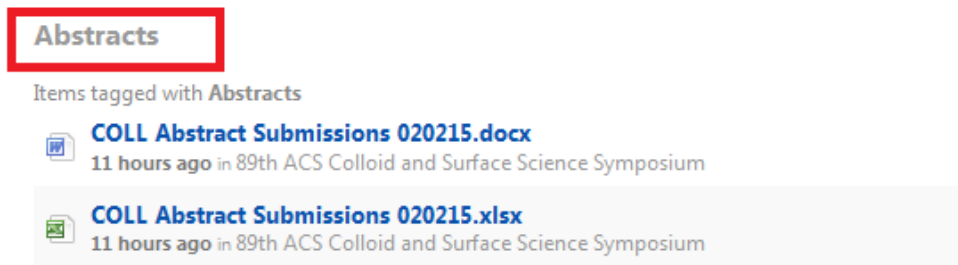 Abstracts
Items tagged with Abstracts
COLL Abstract Submissions 020215.docx
11 hours ago in 89th ACS Colloid and Surface Science Symposium
COLL Abstract Submissions 020215.xlsx
11 hours ago in 89th ACS Colloid and Surface Science Symposium